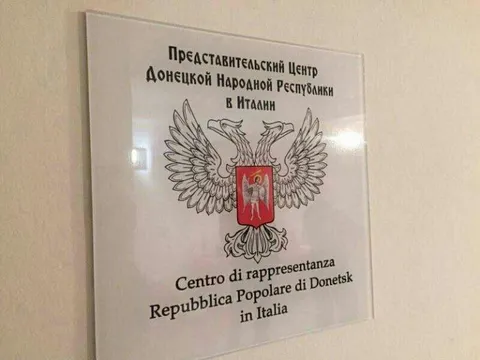 Представительский Центр
Донецкой Народной Республики
в Италии
Centro di rappresentanza
Repubblica Popolare di Donetsk
in Italia